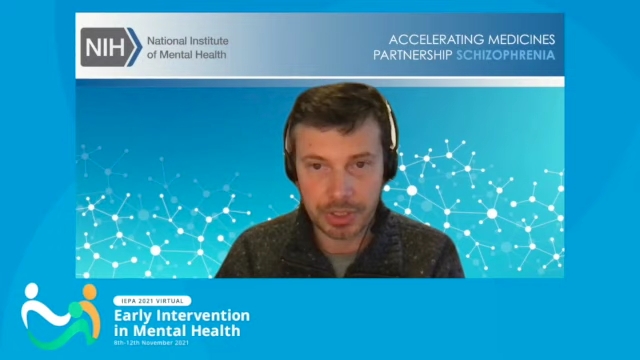 NIH
National Institute
of Mental Health
ACCELERATING MEDICINES
PARTNERSHIP SCHIZOPHRENIA
IEPA 2021 VIRTUAL
Early Intervention
in Mental Health
8th-12th November 2021